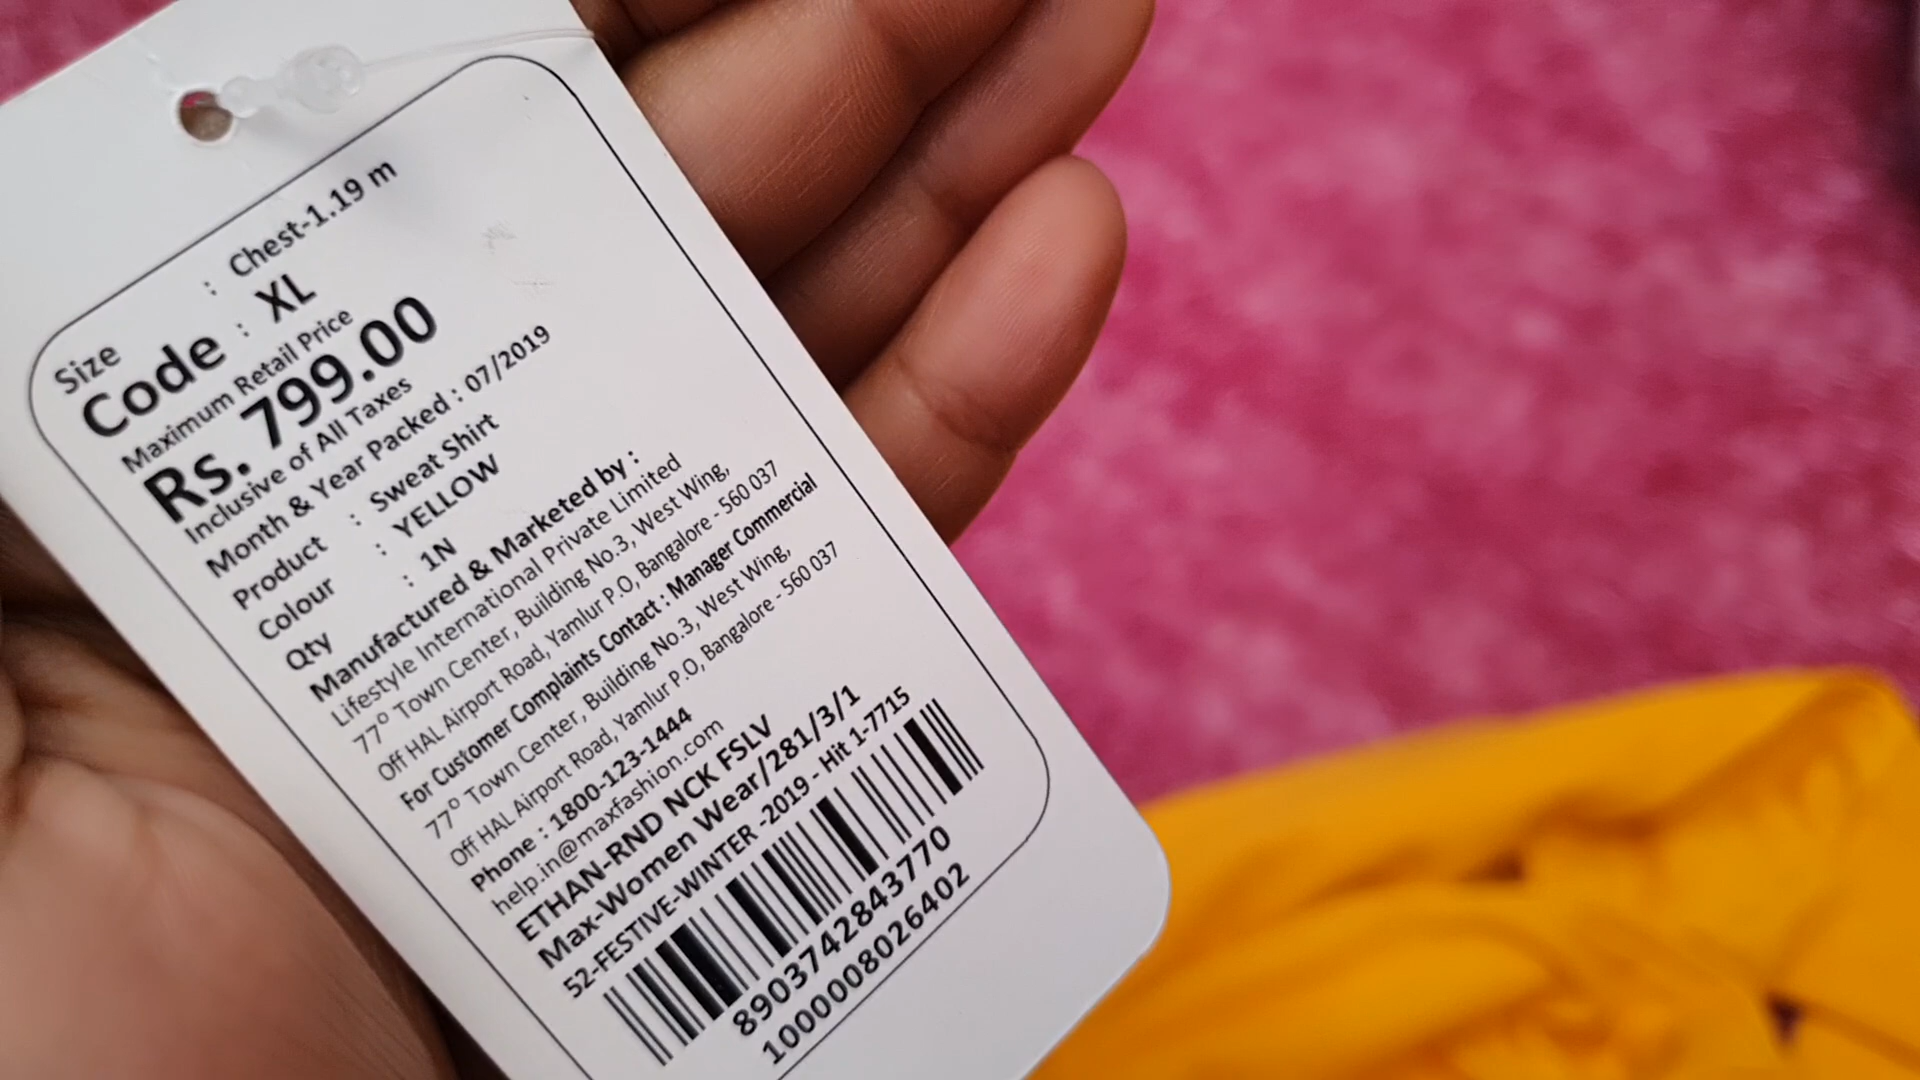 Size : Chest-1.19 m
Code : XL
Maximum Retail Price
Rs. 799.00
Inclusive of All Taxes
Month & Year Packed : 07/2019
Product : Sweat Shirt
Colour : YELLOW
Qty : 1N
Manufactured & Marketed by :
Lifestyle International Private Limited
77° Town Center, Building No.3, West Wing,
Off HAL Airport Road, Yamlur P.O, Bangalore - 560 037
For Customer Complaints Contact : Manager Commercial
77° Town Center, Building No.3, West Wing,
Off HAL Airport Road, Yamlur P.O, Bangalore - 560 037
Phone : 1800-123-1444
help.in@maxfashion.com
ETHAN-RND NCK FSLV
Max-Women Wear/281/3/1
52-FESTIVE-WINTER -2019 - Hit 1-7715
8903742843770
1000008026402